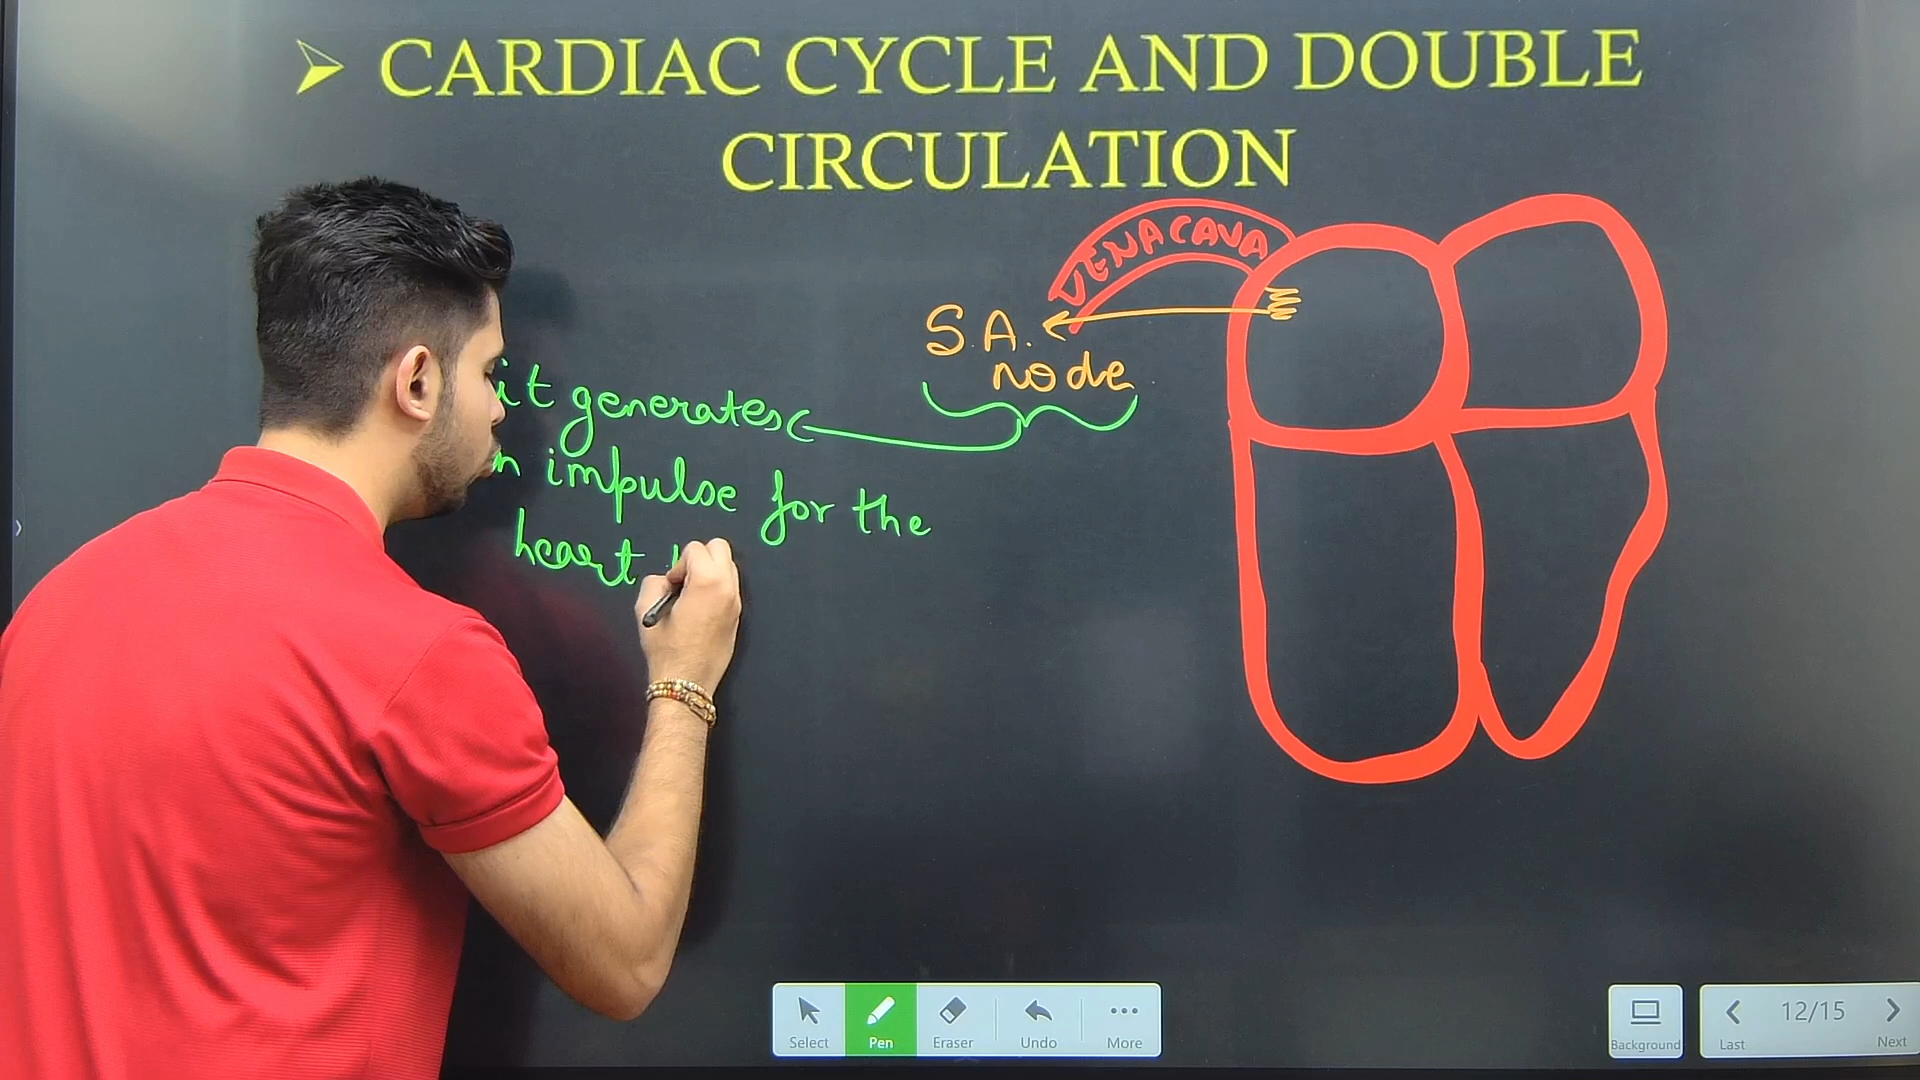 ➢ CARDIAC CYCLE AND DOUBLE
CIRCULATION
VENACAVA
S.A.
node
it generates
impulse for the
heart
Select
Pen
Eraser
Undo
More
Background
Last
12/15
Next